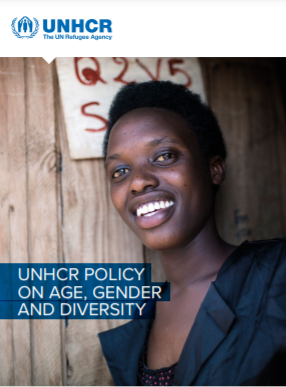 UNHCR
The UN Refugee Agency
Q2V5
S
UNHCR POLICY
ON AGE, GENDER
AND DIVERSITY